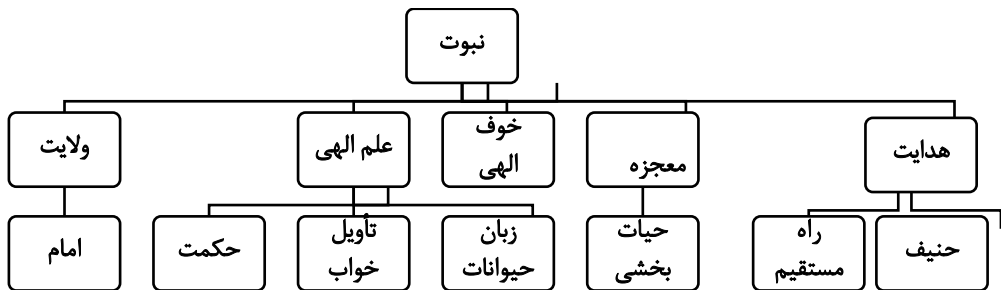 نبوت
هدایت
معجزه
خوف
الهی
علم الهی
ولایت
حنیف
راه
مستقیم
حیات
بخشی
زبان
حیوانات
تأویل
خواب
حکمت
امام